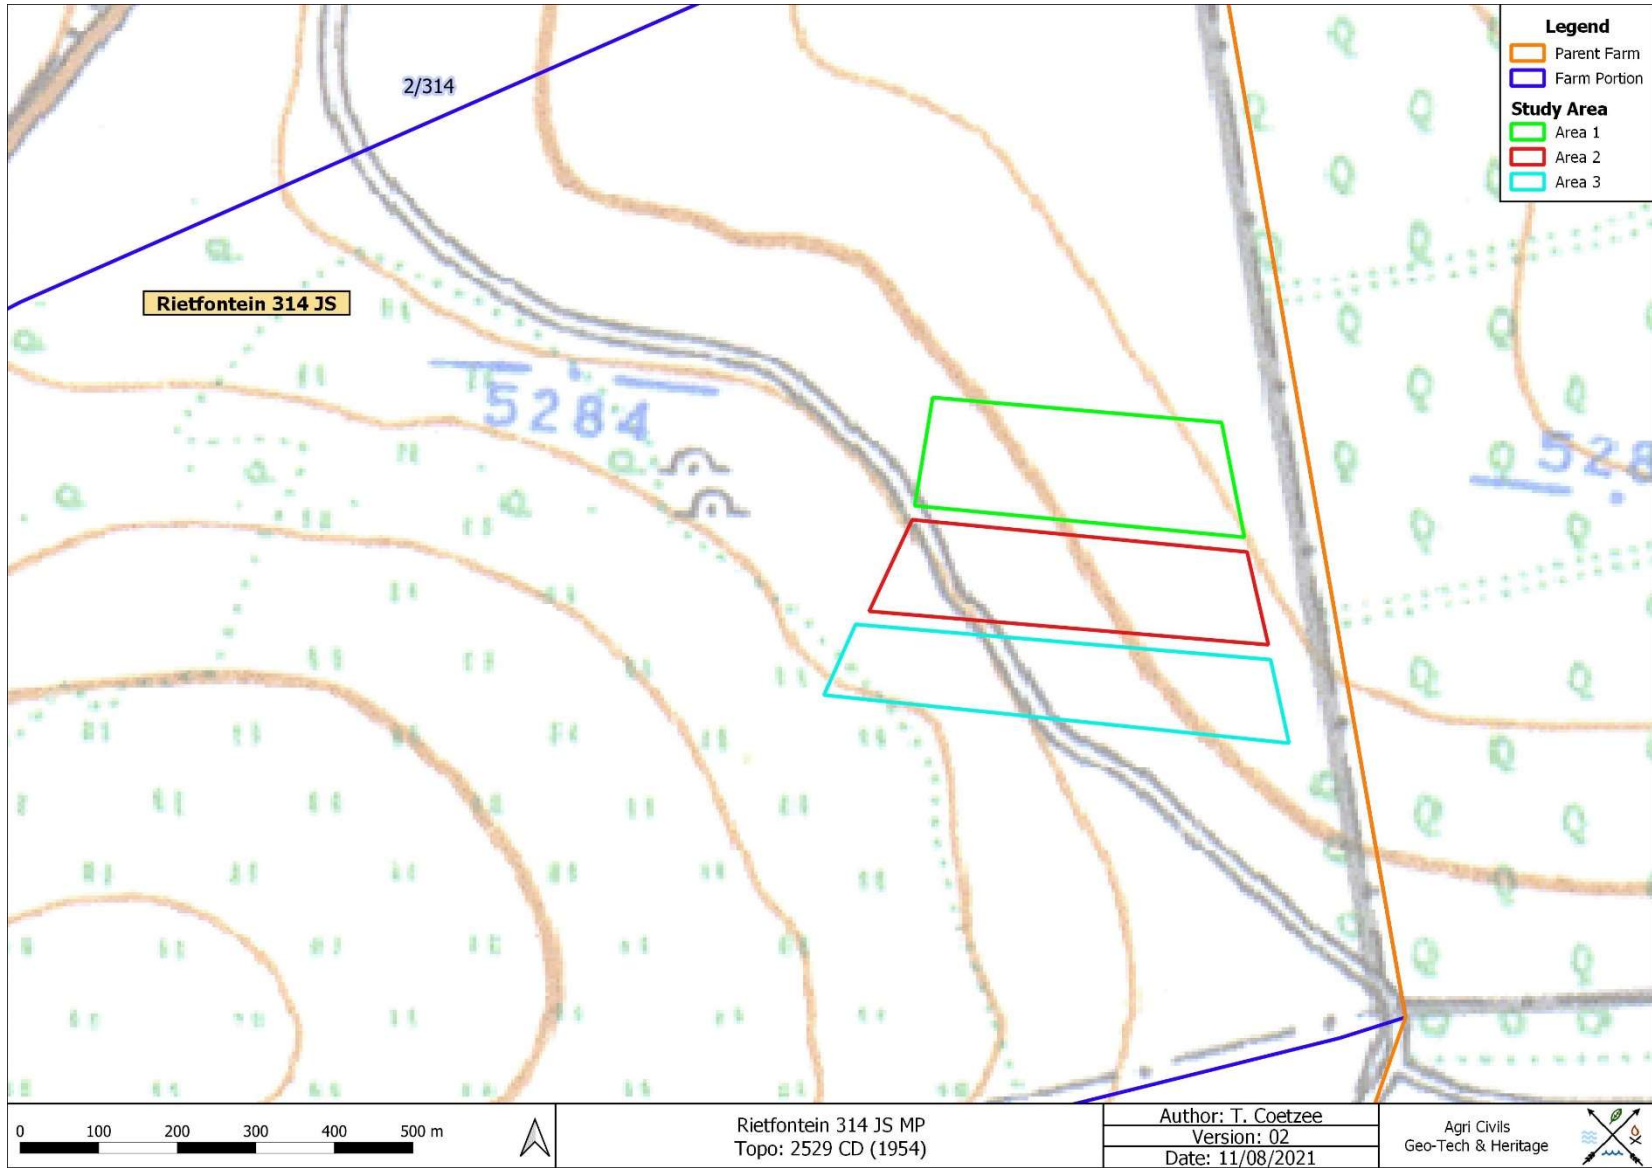 Legend
Parent Farm
Farm Portion
Study Area
Area 1
Area 2
Area 3
2/314
Rietfontein 314 JS
5284
528
0 100 200 300 400 500 m
Rietfontein 314 JS MP
Topo: 2529 CD (1954)
Author: T. Coetzee
Version: 02
Date: 11/08/2021
Agri Civils
Geo-Tech & Heritage